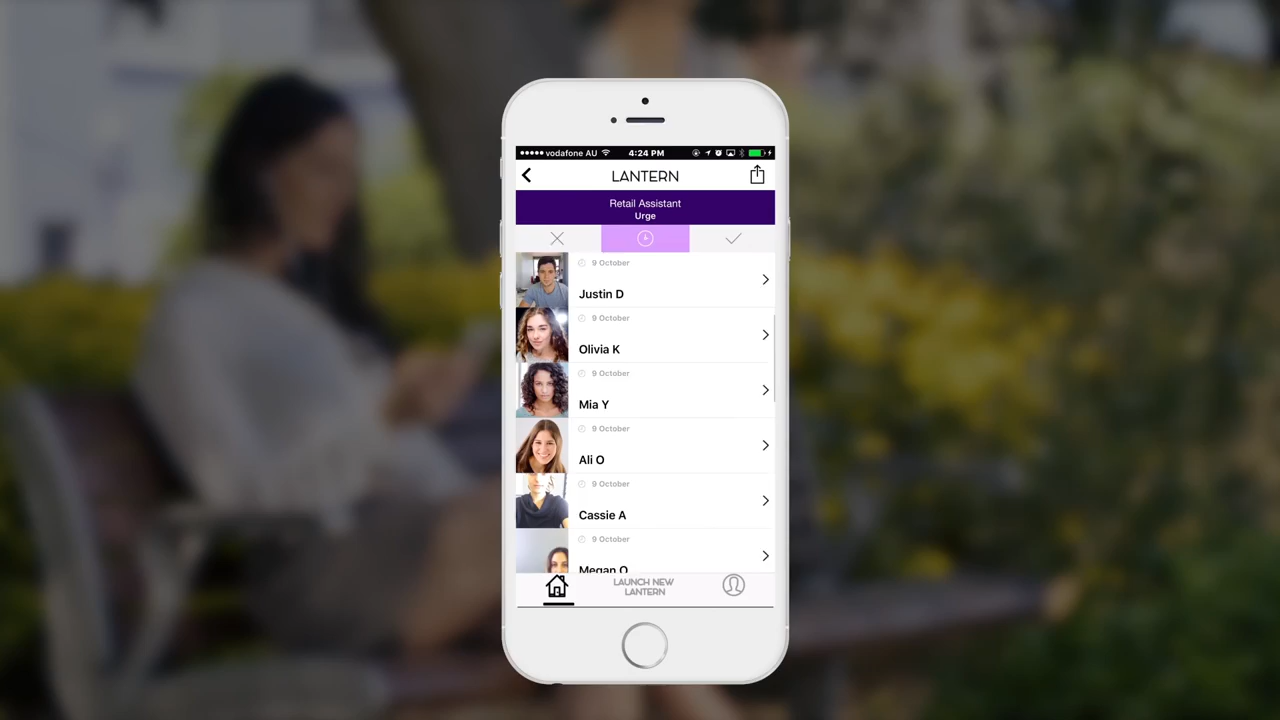 vodafone AU 4:24 PM
LANTERN
Retail Assistant
Urge
9 October
Justin D
9 October
Olivia K
9 October
Mia Y
9 October
Ali O
9 October
Cassie A
9 October
Megan O
LAUNCH NEW
LANTERN